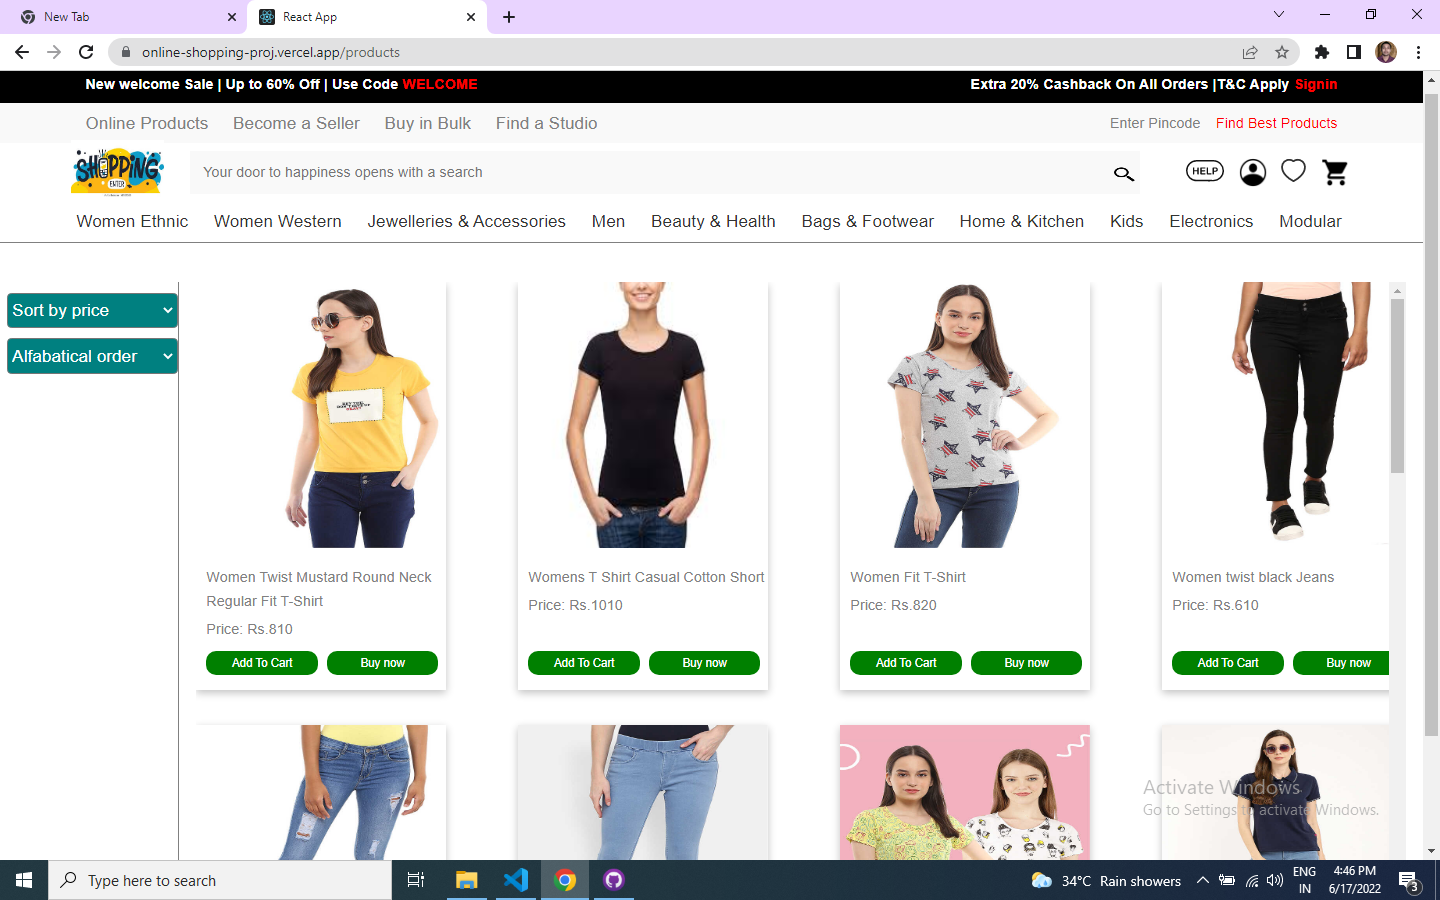 New Tab
React App
online-shopping-proj.vercel.app/products
New welcome Sale | Up to 60% Off | Use Code WELCOME
Extra 20% Cashback On All Orders |T&C Apply Signin
Online Products Become a Seller Buy in Bulk Find a Studio
Enter Pincode Find Best Products
SHOPPING
ENTER
Your door to happiness opens with a search
HELP
Women Ethnic Women Western Jewelleries & Accessories Men Beauty & Health Bags & Footwear Home & Kitchen Kids Electronics Modular
Sort by price
Alfabatical order
Women Twist Mustard Round Neck
Regular Fit T-Shirt
Price: Rs.810
Add To Cart Buy now
Womens T Shirt Casual Cotton Short
Price: Rs.1010
Add To Cart Buy now
Women Fit T-Shirt
Price: Rs.820
Add To Cart Buy now
Women twist black Jeans
Price: Rs.610
Add To Cart Buy now
Activate Windows
Go to Settings to activate Windows.
Type here to search
34°C Rain showers
ENG
IN
4:46 PM
6/17/2022
3